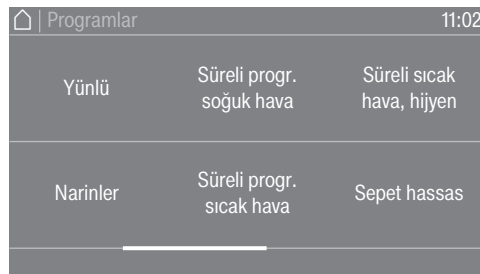 | Programlar 11:02
Yünlü
Süreli progr.
soğuk hava
Süreli sıcak
hava, hijyen
Narinler
Süreli progr.
sıcak hava
Sepet hassas